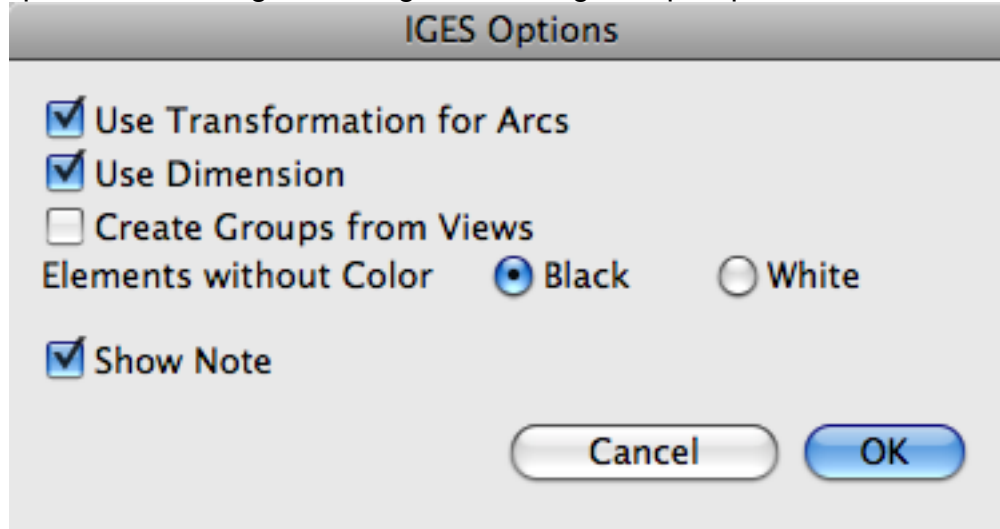 IGES Options
Use Transformation for Arcs
Use Dimension
Create Groups from Views
Elements without Color Black White
Show Note
Cancel OK